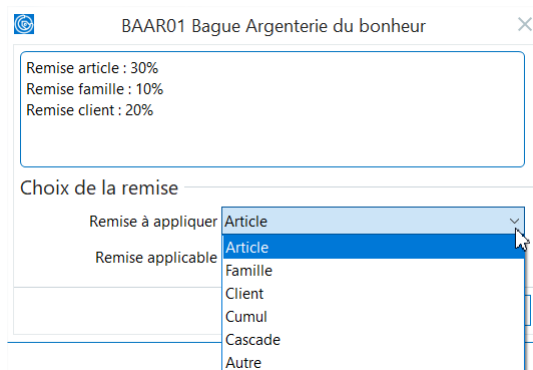 BAAR01 Bague Argenterie du bonheur
Remise article : 30%
Remise famille : 10%
Remise client : 20%
Choix de la remise
Remise à appliquer Article
Remise applicable
Article
Famille
Client
Cumul
Cascade
Autre